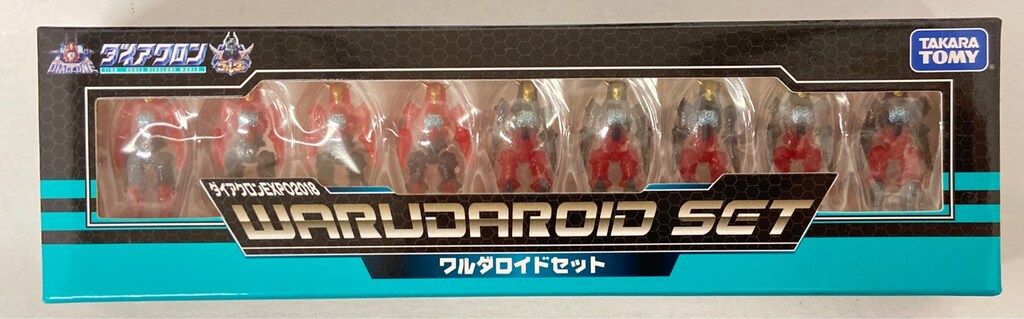 DIACLONE
ダイアクロン
TAKARA
TOMY
ダイアクロンEXPO2018
WARUDAROID SET
ワルダロイドセット